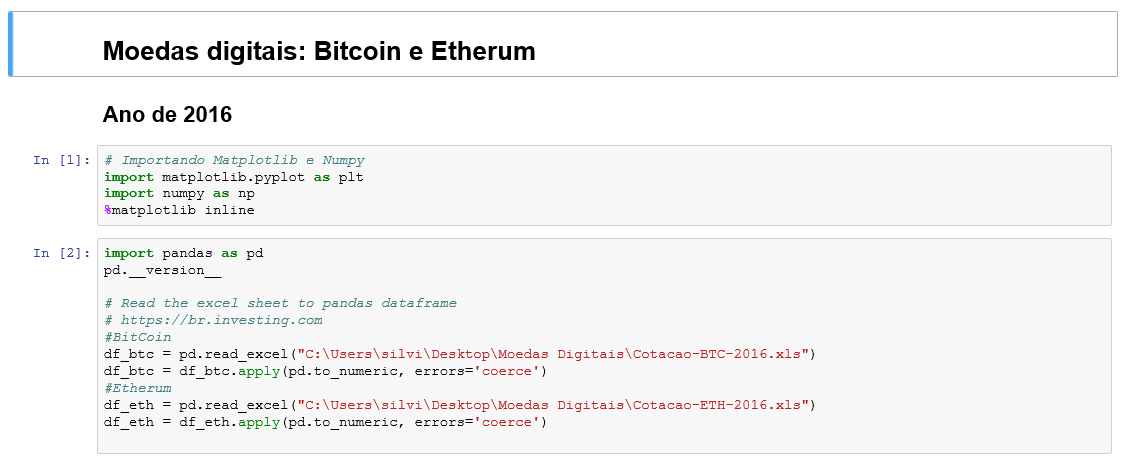 Moedas digitais: Bitcoin e Etherum
Ano de 2016
In [1]: # Importando Matplotlib e Numpy
import matplotlib.pyplot as plt
import numpy as np
%matplotlib inline
In [2]: import pandas as pd
pd.__version__
# Read the excel sheet to pandas dataframe
# https://br.investing.com
#BitCoin
df_btc = pd.read_excel("C:\Users\silvi\Desktop\Moedas Digitais\Cotacao-BTC-2016.xls")
df_btc = df_btc.apply(pd.to_numeric, errors='coerce')
#Etherum
df_eth = pd.read_excel("C:\Users\silvi\Desktop\Moedas Digitais\Cotacao-ETH-2016.xls")
df_eth = df_eth.apply(pd.to_numeric, errors='coerce')